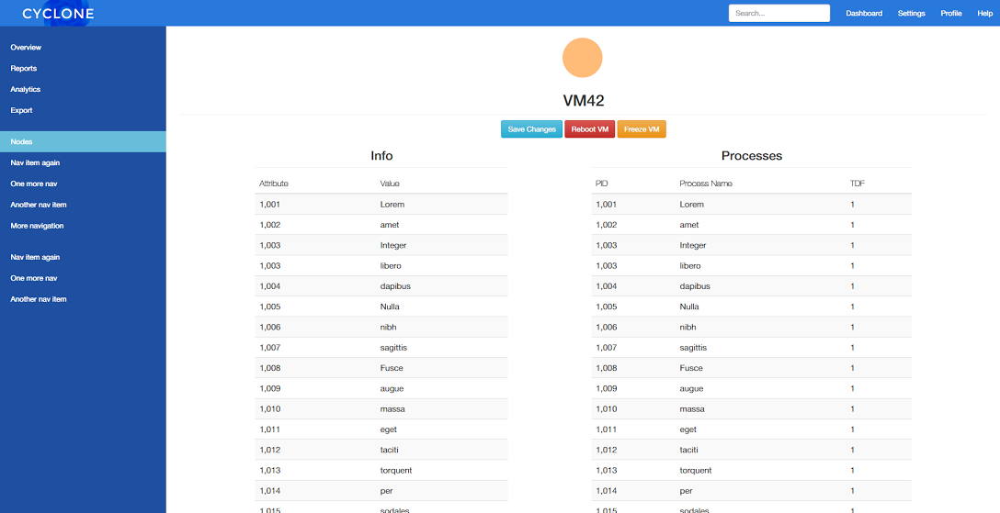 CYCLONE
Search...
Dashboard Settings Profile Help
Overview
Reports
Analytics
Export
Nodes
Nav item again
One more nav
Another nav item
More navigation
Nav item again
One more nav
Another nav item
VM42
Save Changes Reboot VM Freeze VM
Info
Attribute Value
1,001 Lorem
1,002 amet
1,003 Integer
1,003 libero
1,004 dapibus
1,005 Nulla
1,006 nibh
1,007 sagittis
1,008 Fusce
1,009 augue
1,010 massa
1,011 eget
1,012 taciti
1,013 torquent
1,014 per
1,015 sodales
Processes
PID Process Name TDF
1,001 Lorem 1
1,002 amet 1
1,003 Integer 1
1,003 libero 1
1,004 dapibus 1
1,005 Nulla 1
1,006 nibh 1
1,007 sagittis 1
1,008 Fusce 1
1,009 augue 1
1,010 massa 1
1,011 eget 1
1,012 taciti 1
1,013 torquent 1
1,014 per 1
1,015 sodales 1